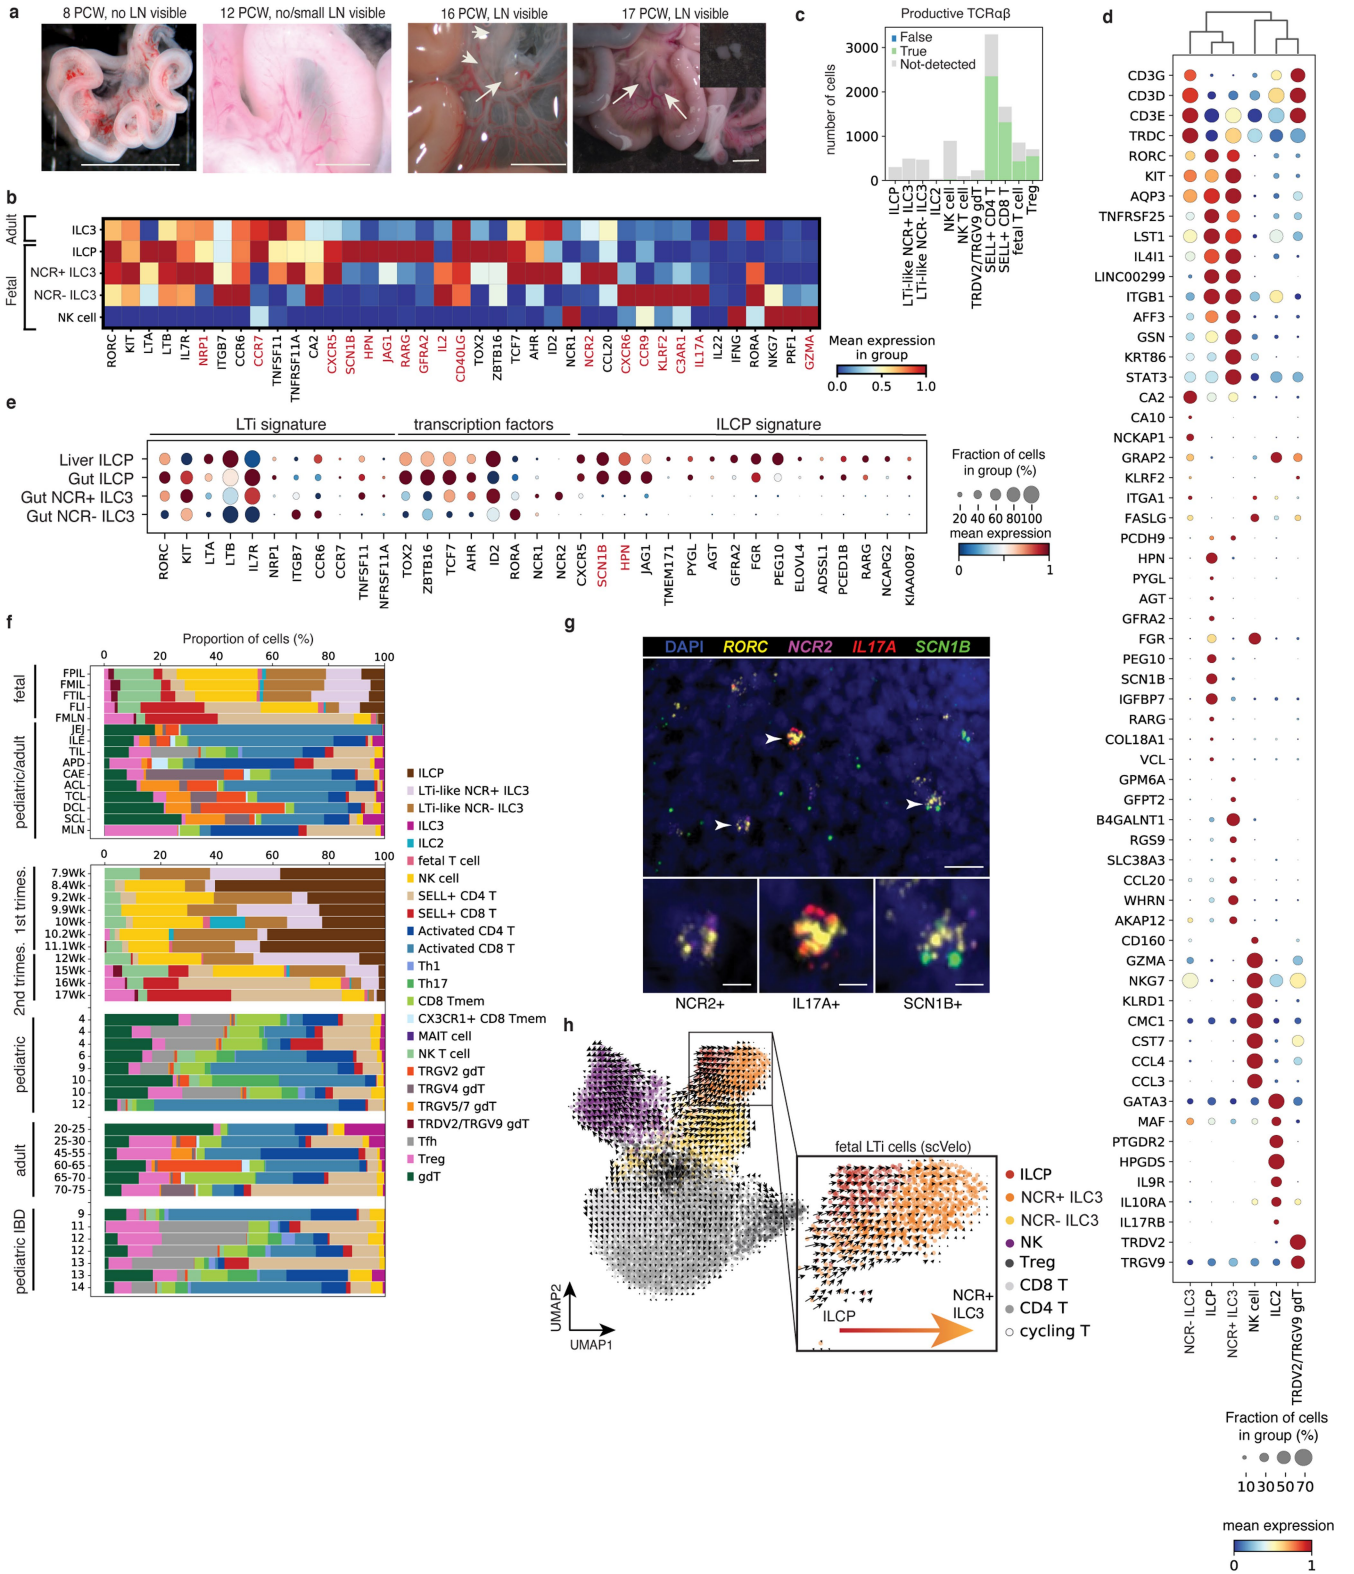 a
8 PCW, no LN visible
12 PCW, no/small LN visible
16 PCW, LN visible
17 PCW, LN visible
b
Adult
Fetal
ILC3
ILCP
NCR+ ILC3
NCR- ILC3
NK cell
RORC
KIT
LTA
LTB
IL7R
NRP1
ITGB7
CCR6
CCR7
TNFSF11
TNFRSF11A
CA2
CXCR5
SCN1B
HPN
JAG1
RARG
GFRA2
IL2
CD40LG
TOX2
ZBTB16
TCF7
AHR
ID2
NCR1
NCR2
CCL20
CXCR6
CCR9
KLRF2
C3AR1
IL17A
IL22
IFNG
RORA
NKG7
PRF1
GZMA
Mean expression
in group
0.0 0.5 1.0
c
Productive TCRαβ
False
True
Not-detected
number of cells
3000
2000
1000
0
ILCP
LTi-like NCR+ ILC3
LTi-like NCR- ILC3
ILC2
NK cell
NK T cell
TRDV2/TRGV9 gdT
SELL+ CD4 T
SELL+ CD8 T
fetal T cell
Treg
d
CD3G
CD3D
CD3E
TRDC
RORC
KIT
AQP3
TNFRSF25
LST1
IL4I1
LINC00299
ITGB1
AFF3
GSN
KRT86
STAT3
CA2
CA10
NCKAP1
GRAP2
KLRF2
ITGA1
FASLG
PCDH9
HPN
PYGL
AGT
GFRA2
FGR
PEG10
SCN1B
IGFBP7
RARG
COL18A1
VCL
GPM6A
GFPT2
B4GALNT1
RGS9
SLC38A3
CCL20
WHRN
AKAP12
CD160
GZMA
NKG7
KLRD1
CMC1
CST7
CCL4
CCL3
GATA3
MAF
PTGDR2
HPGDS
IL9R
IL10RA
IL17RB
TRDV2
TRGV9
NCR- ILC3
ILCP
NCR+ ILC3
NK cell
ILC2
TRDV2/TRGV9 gdT
Fraction of cells
in group (%)
10 30 50 70
mean expression
0 1
e
LTi signature
transcription factors
ILCP signature
Liver ILCP
Gut ILCP
Gut NCR+ ILC3
Gut NCR- ILC3
RORC
KIT
LTA
LTB
IL7R
NRP1
ITGB7
CCR6
CCR7
TNFSF11
NFRSF11A
TOX2
ZBTB16
TCF7
AHR
ID2
RORA
NCR1
NCR2
CXCR5
SCN1B
HPN
JAG1
TMEM171
PYGL
AGT
GFRA2
FGR
PEG10
ELOVL4
ADSSL1
PCED1B
RARG
NCAPG2
KIAA0087
Fraction of cells
in group (%)
20 40 60 80 100
mean expression
0 1
f
Proportion of cells (%)
0 20 40 60 80 100
fetal
FPIL
FMIL
FTIL
FLI
FMLN
pediatric/adult
JEJ
ILE
TIL
APD
CAE
ACL
TCL
DCL
SCL
MLN
0 20 40 60 80 100
1st trimes.
7.9Wk
8.4Wk
9.2Wk
9.9Wk
10Wk
10.2Wk
11.1Wk
2nd trimes.
12Wk
15Wk
16Wk
17Wk
pediatric
4
4
4
6
9
10
10
12
adult
20-25
25-30
45-55
60-65
65-70
70-75
pediatric IBD
9
11
12
12
13
13
14
ILCP
LTi-like NCR+ ILC3
LTi-like NCR- ILC3
ILC3
ILC2
fetal T cell
NK cell
SELL+ CD4 T
SELL+ CD8 T
Activated CD4 T
Activated CD8 T
Th1
Th17
CD8 Tmem
CX3CR1+ CD8 Tmem
MAIT cell
NK T cell
TRGV2 gdT
TRGV4 gdT
TRGV5/7 gdT
TRDV2/TRGV9 gdT
Tfh
Treg
gdT
g
DAPI RORC NCR2 IL17A SCN1B
NCR2+
IL17A+
SCN1B+
h
fetal LTi cells (scVelo)
ILCP
NCR+
ILC3
UMAP2
UMAP1
ILCP
NCR+ ILC3
NCR- ILC3
NK
Treg
CD8 T
CD4 T
cycling T